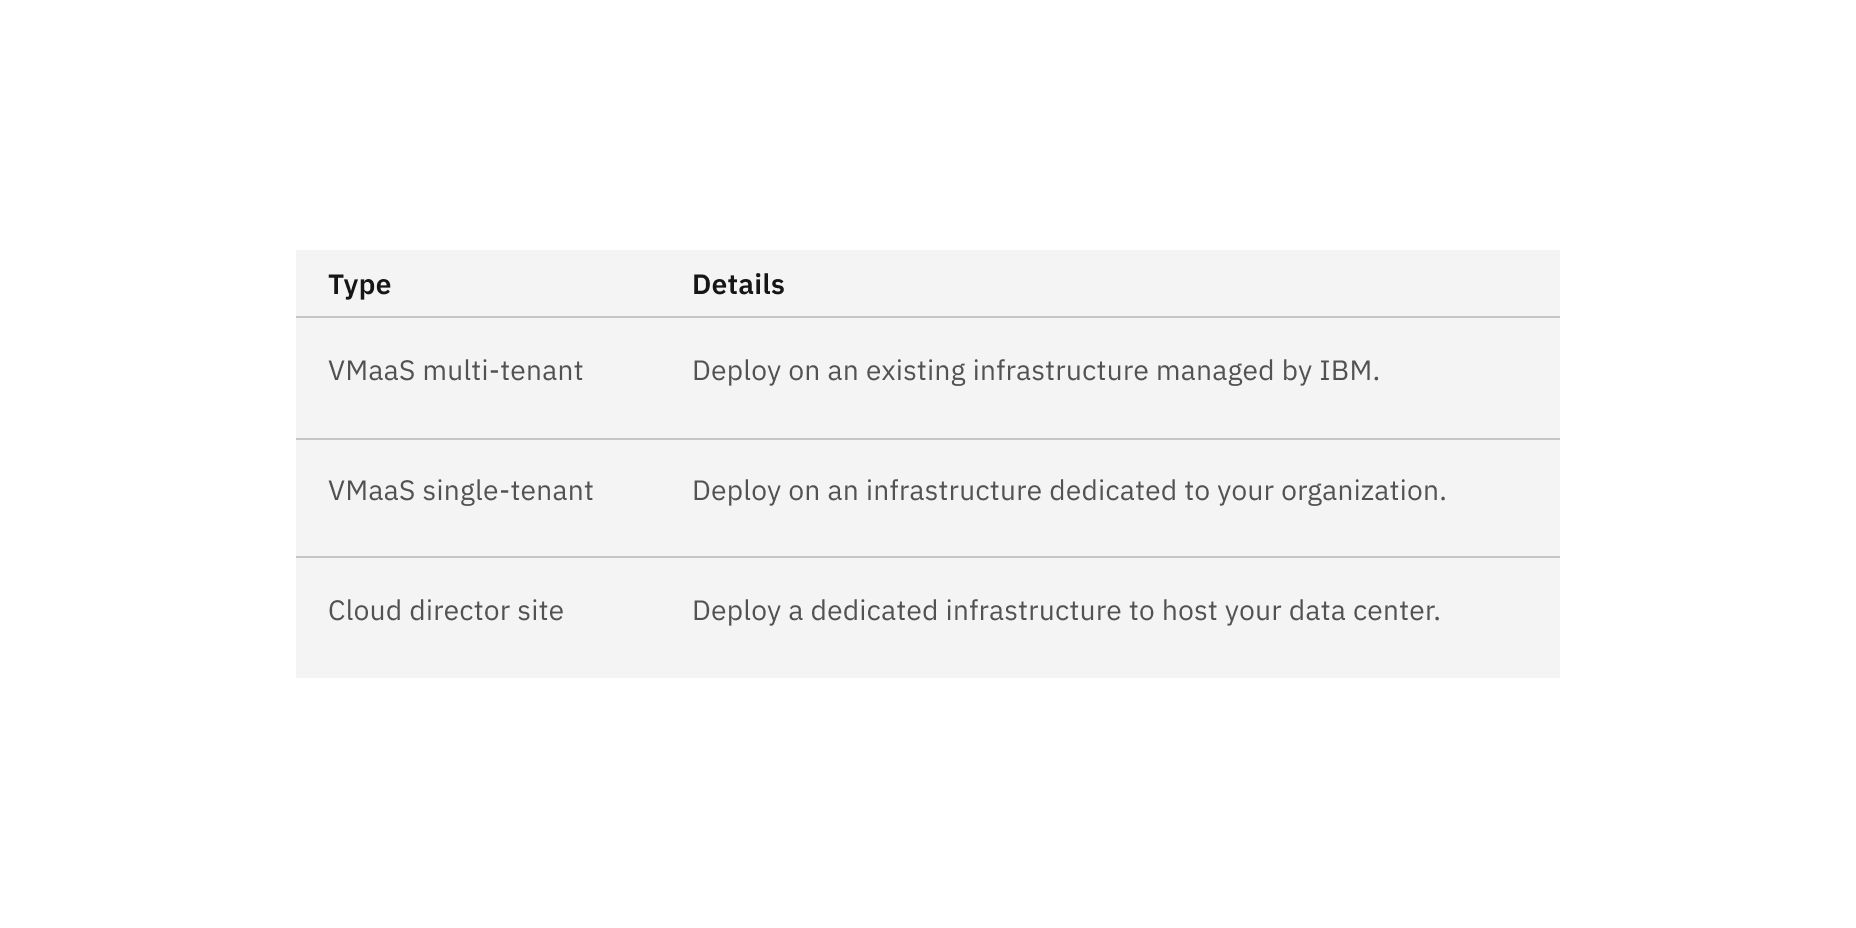 Type Details
VMaaS multi-tenant Deploy on an existing infrastructure managed by IBM.
VMaaS single-tenant Deploy on an infrastructure dedicated to your organization.
Cloud director site Deploy a dedicated infrastructure to host your data center.